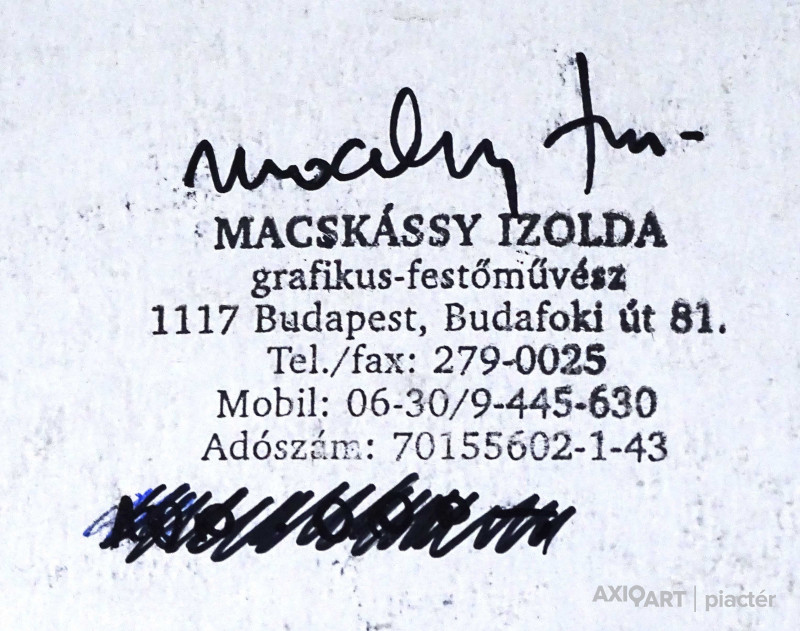 MACSKÁSSY IZOLDA
grafikus-festőművész
1117 Budapest, Budafoki út 81.
Tel./fax: 279-0025
Mobil: 06-30/9-445-630
Adószám: 70155602-1-43
AXIOART | piactér